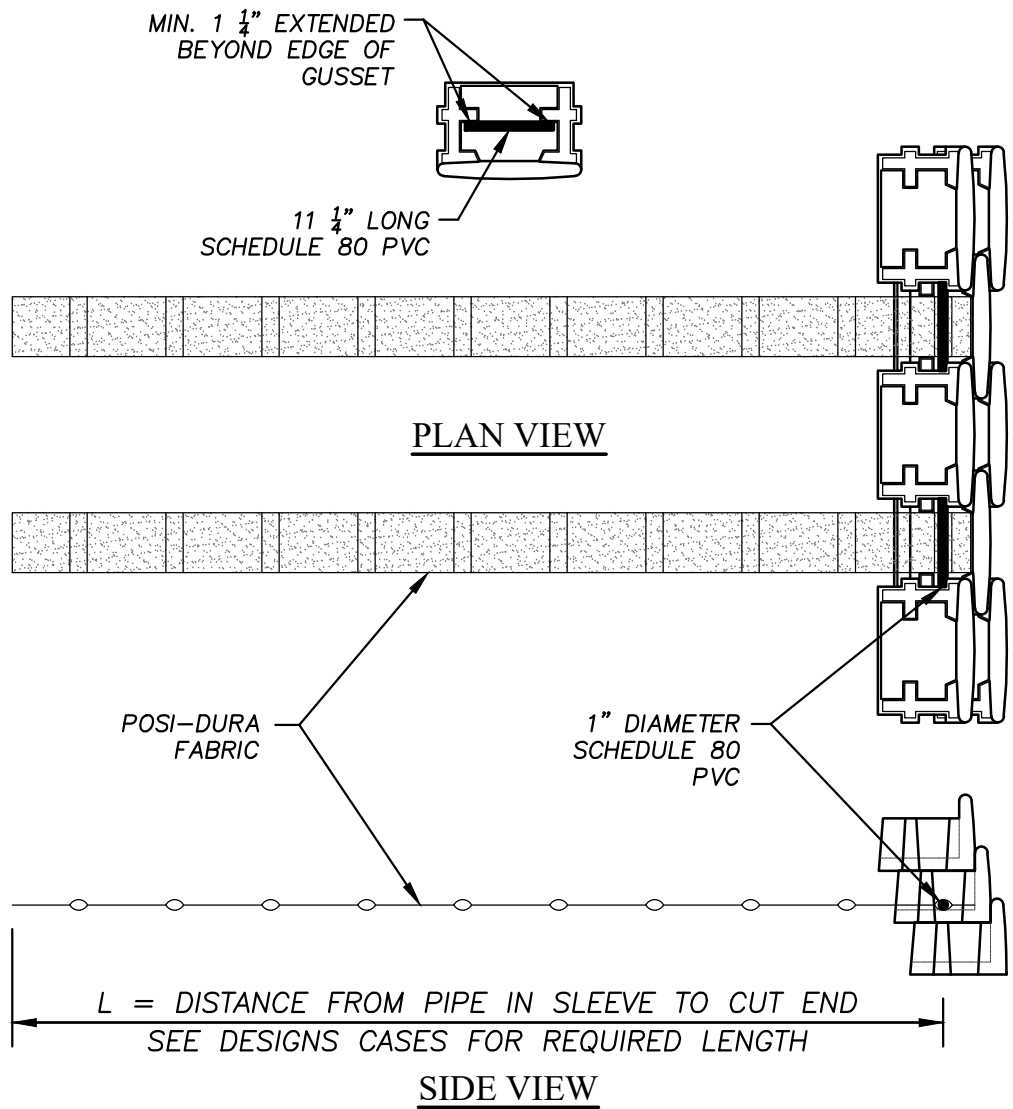 MIN. 1 1/4" EXTENDED
BEYOND EDGE OF
GUSSET
11 1/4" LONG
SCHEDULE 80 PVC
PLAN VIEW
POSI-DURA
FABRIC
1" DIAMETER
SCHEDULE 80
PVC
L = DISTANCE FROM PIPE IN SLEEVE TO CUT END
SEE DESIGNS CASES FOR REQUIRED LENGTH
SIDE VIEW